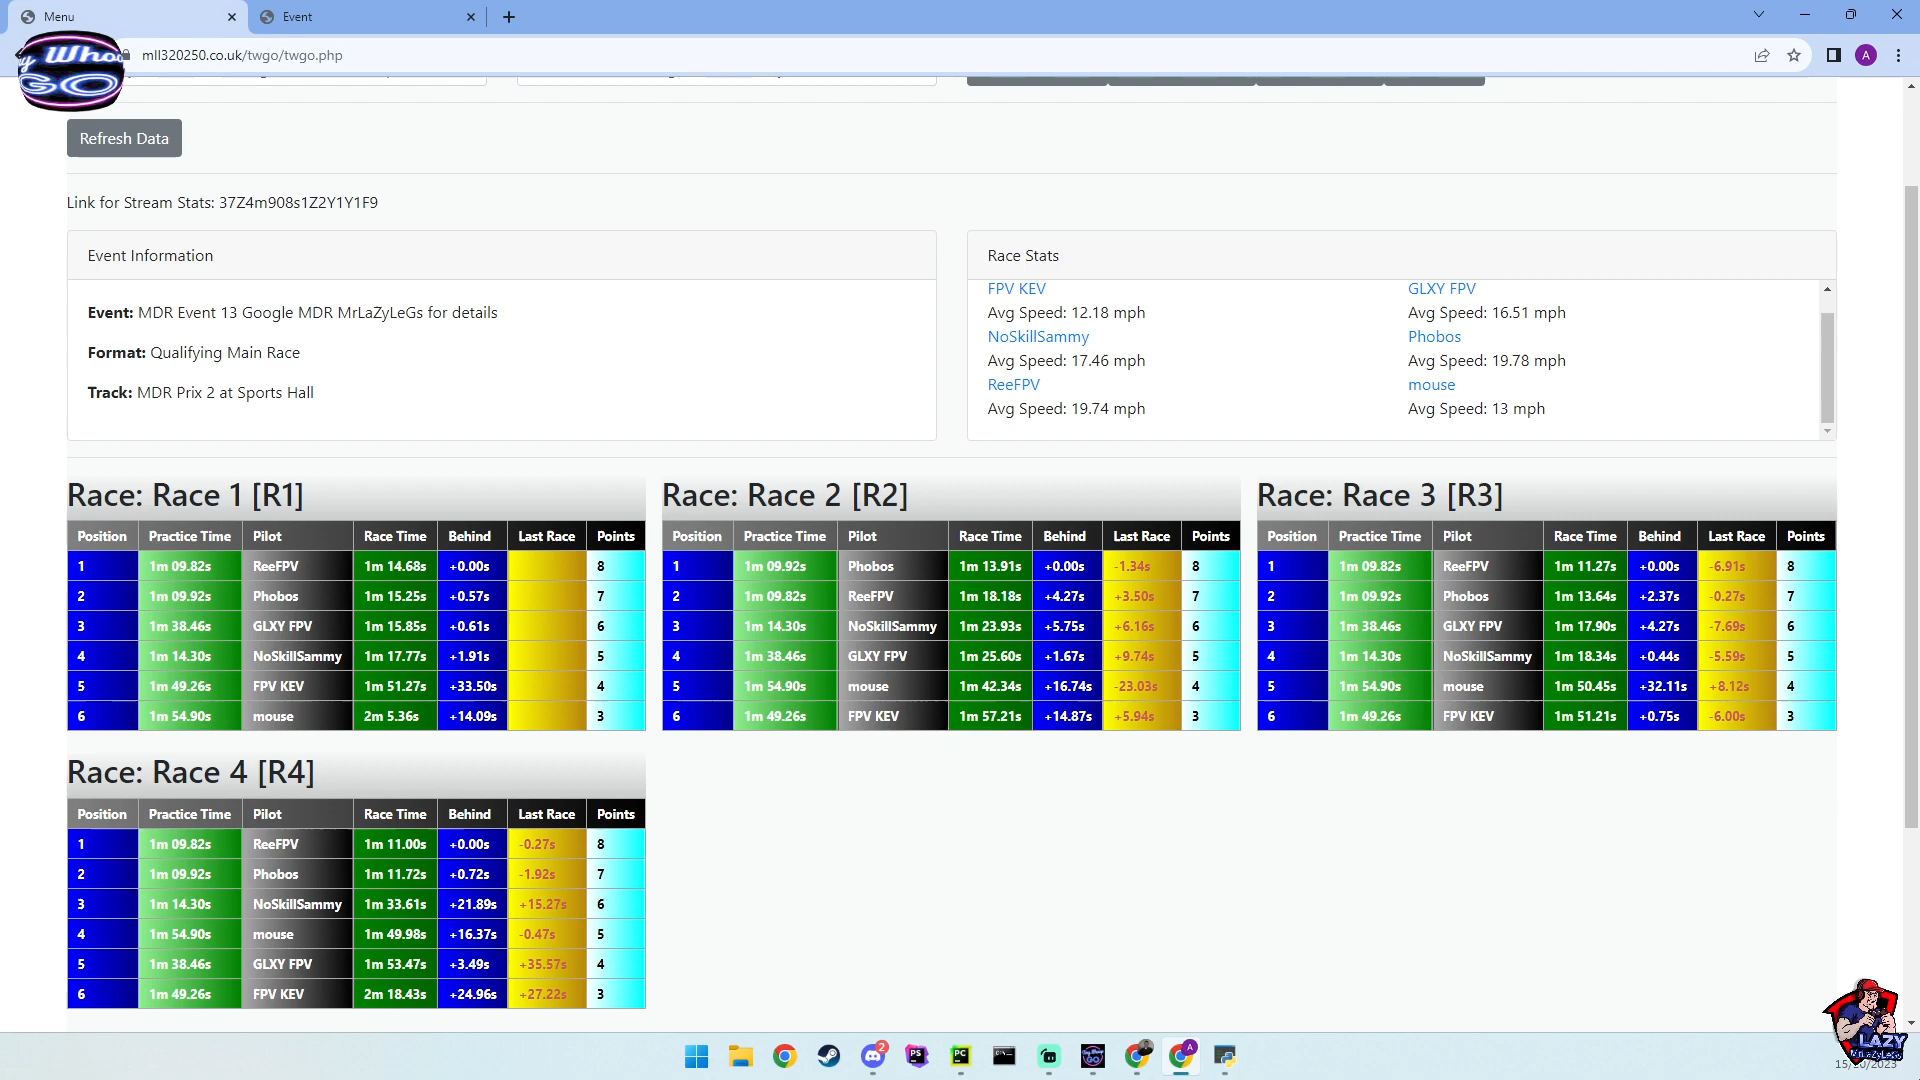 Menu
Event
mll320250.co.uk/twgo/twgo.php
A
y Whoo
GO
Refresh Data
Link for Stream Stats: 37Z4m908s1Z2Y1Y1F9
Event Information
Event: MDR Event 13 Google MDR MrLaZyLeGs for details
Format: Qualifying Main Race
Track: MDR Prix 2 at Sports Hall
Race Stats
FPV KEV GLXY FPV
Avg Speed: 12.18 mph Avg Speed: 16.51 mph
NoSkillSammy Phobos
Avg Speed: 17.46 mph Avg Speed: 19.78 mph
ReeFPV mouse
Avg Speed: 19.74 mph Avg Speed: 13 mph
Race: Race 1 [R1]
Position Practice Time Pilot Race Time Behind Last Race Points
1 1m 09.82s ReeFPV 1m 14.68s +0.00s 8
2 1m 09.92s Phobos 1m 15.25s +0.57s 7
3 1m 38.46s GLXY FPV 1m 15.85s +0.61s 6
4 1m 14.30s NoSkillSammy 1m 17.77s +1.91s 5
5 1m 49.26s FPV KEV 1m 51.27s +33.50s 4
6 1m 54.90s mouse 2m 5.36s +14.09s 3
Race: Race 2 [R2]
Position Practice Time Pilot Race Time Behind Last Race Points
1 1m 09.92s Phobos 1m 13.91s +0.00s -1.34s 8
2 1m 09.82s ReeFPV 1m 18.18s +4.27s +3.50s 7
3 1m 14.30s NoSkillSammy 1m 23.93s +5.75s +6.16s 6
4 1m 38.46s GLXY FPV 1m 25.60s +1.67s +9.74s 5
5 1m 54.90s mouse 1m 42.34s +16.74s -23.03s 4
6 1m 49.26s FPV KEV 1m 57.21s +14.87s +5.94s 3
Race: Race 3 [R3]
Position Practice Time Pilot Race Time Behind Last Race Points
1 1m 09.82s ReeFPV 1m 11.27s +0.00s -6.91s 8
2 1m 09.92s Phobos 1m 13.64s +2.37s -0.27s 7
3 1m 38.46s GLXY FPV 1m 17.90s +4.27s -7.69s 6
4 1m 14.30s NoSkillSammy 1m 18.34s +0.44s -5.59s 5
5 1m 54.90s mouse 1m 50.45s +32.11s +8.12s 4
6 1m 49.26s FPV KEV 1m 51.21s +0.75s -6.00s 3
Race: Race 4 [R4]
Position Practice Time Pilot Race Time Behind Last Race Points
1 1m 09.82s ReeFPV 1m 11.00s +0.00s -0.27s 8
2 1m 09.92s Phobos 1m 11.72s +0.72s -1.92s 7
3 1m 14.30s NoSkillSammy 1m 33.61s +21.89s +15.27s 6
4 1m 54.90s mouse 1m 49.98s +16.37s -0.47s 5
5 1m 38.46s GLXY FPV 1m 53.47s +3.49s +35.57s 4
6 1m 49.26s FPV KEV 2m 18.43s +24.96s +27.22s 3
2
PS
PC
A
LAZY
MrLaZyLeGs